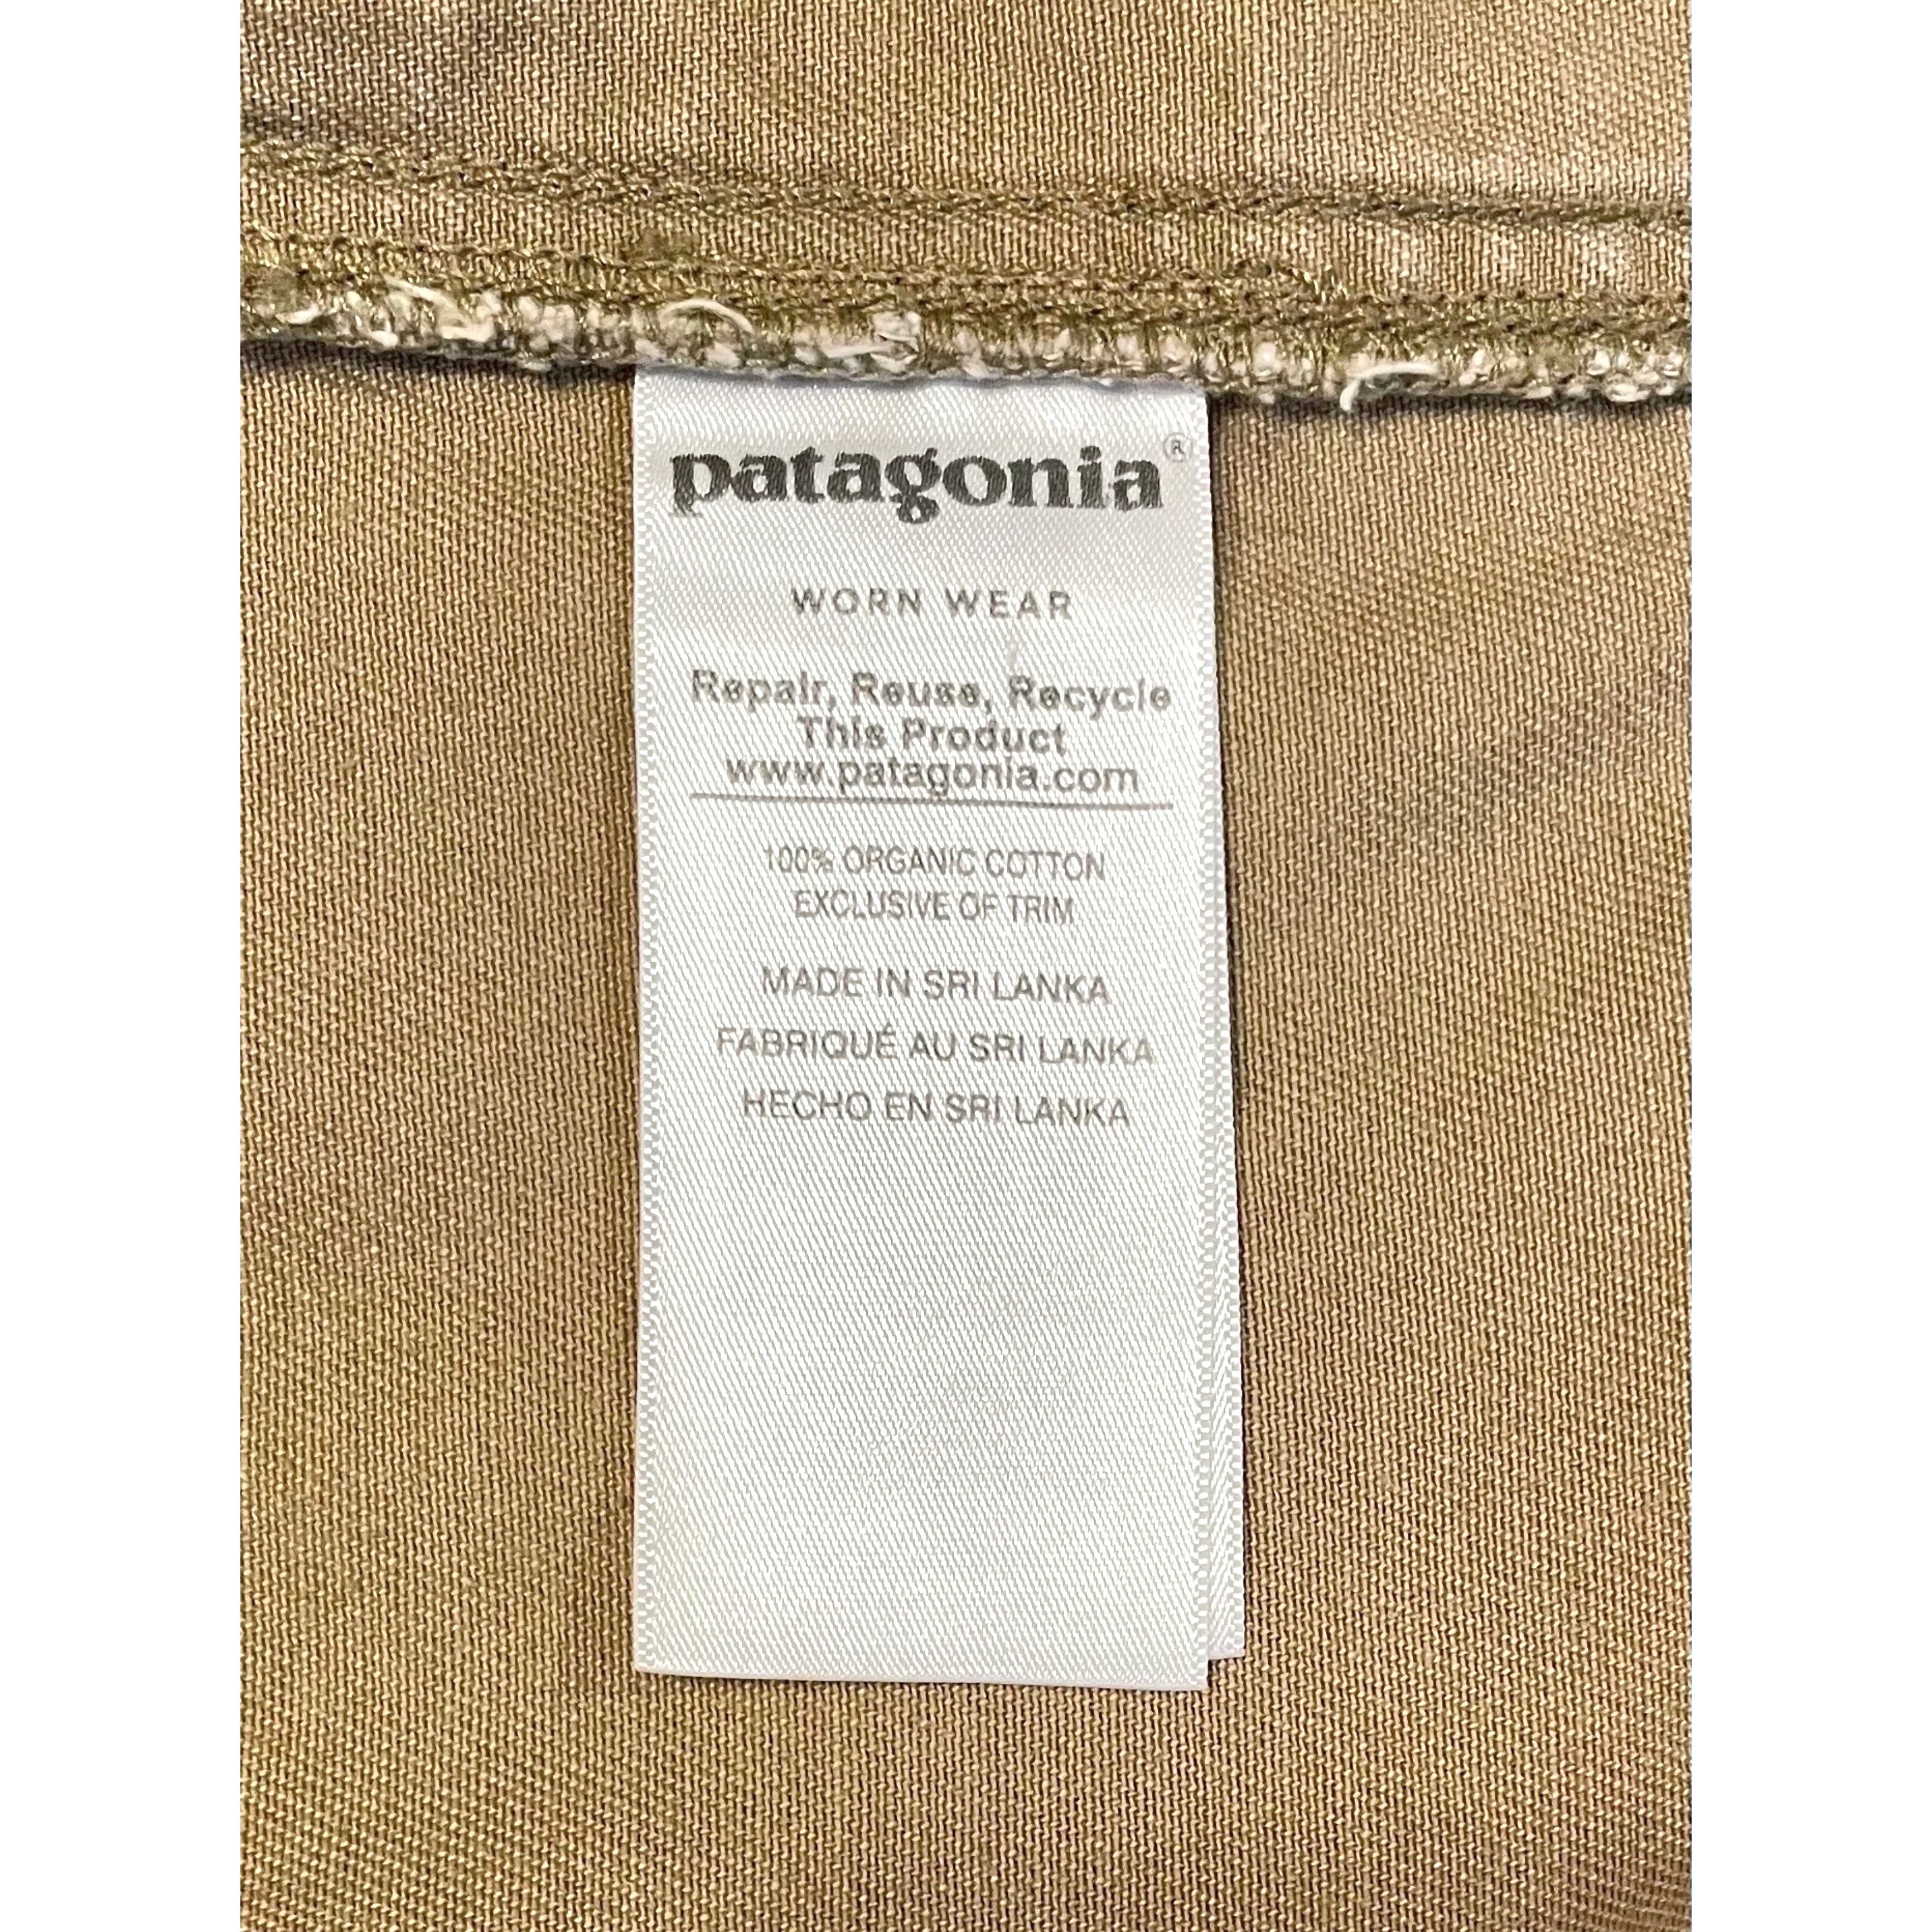 patagonia®
WORN WEAR
Repair, Reuse, Recycle
This Product
www.patagonia.com
100% ORGANIC COTTON
EXCLUSIVE OF TRIM
MADE IN SRI LANKA
FABRIQUÉ AU SRI LANKA
HECHO EN SRI LANKA